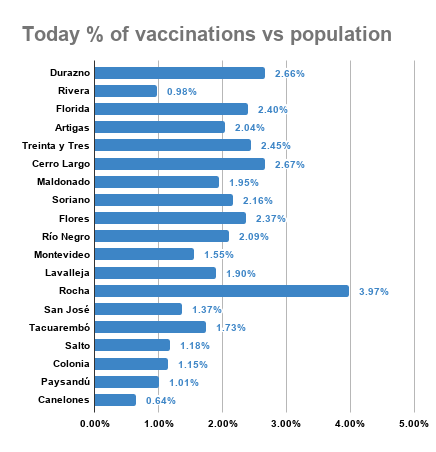 Today % of vaccinations vs population
Durazno 2.66%
Rivera 0.98%
Florida 2.40%
Artigas 2.04%
Treinta y Tres 2.45%
Cerro Largo 2.67%
Maldonado 1.95%
Soriano 2.16%
Flores 2.37%
Río Negro 2.09%
Montevideo 1.55%
Lavalleja 1.90%
Rocha 3.97%
San José 1.37%
Tacuarembó 1.73%
Salto 1.18%
Colonia 1.15%
Paysandú 1.01%
Canelones 0.64%
0.00% 1.00% 2.00% 3.00% 4.00% 5.00%